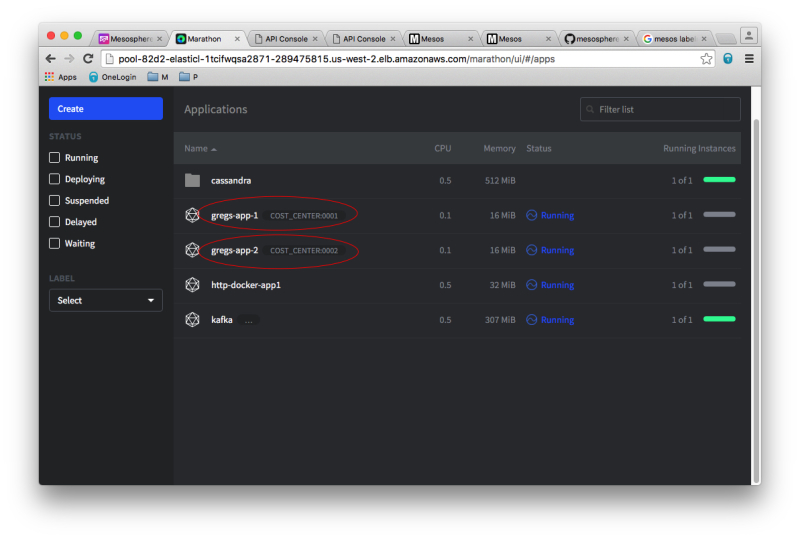 Mesosphere
Marathon
API Console
API Console
Mesos
Mesos
mesosphere
mesos label
pool-82d2-elasticl-1tcifwqsa2871-289475815.us-west-2.elb.amazonaws.com/marathon/ui/#/apps
Apps OneLogin M P
Create
Applications
Filter list
STATUS
Running
Deploying
Suspended
Delayed
Waiting
LABEL
Select
Name CPU Memory Status Running Instances
cassandra 0.5 512 MiB 1 of 1
gregs-app-1 COST_CENTER:0001 0.1 16 MiB Running 1 of 1
gregs-app-2 COST_CENTER:0002 0.1 16 MiB Running 1 of 1
http-docker-app1 0.5 32 MiB Running 1 of 1
kafka ... 0.5 307 MiB Running 1 of 1